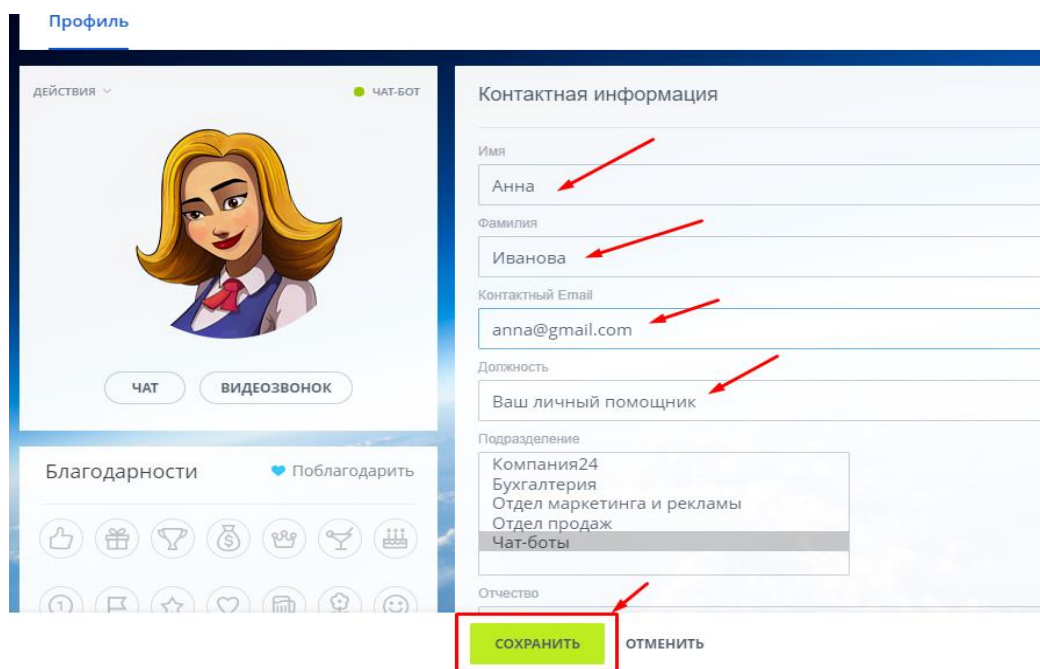 Профиль
ДЕЙСТВИЯ
ЧАТ-БОТ
ЧАТ
ВИДЕОЗВОНОК
Благодарности
Поблагодарить
1
Контактная информация
Имя
Анна
Фамилия
Иванова
Контактный Email
anna@gmail.com
Должность
Ваш личный помощник
Подразделение
Компания24
Бухгалтерия
Отдел маркетинга и рекламы
Отдел продаж
Чат-боты
Отчество
СОХРАНИТЬ
ОТМЕНИТЬ